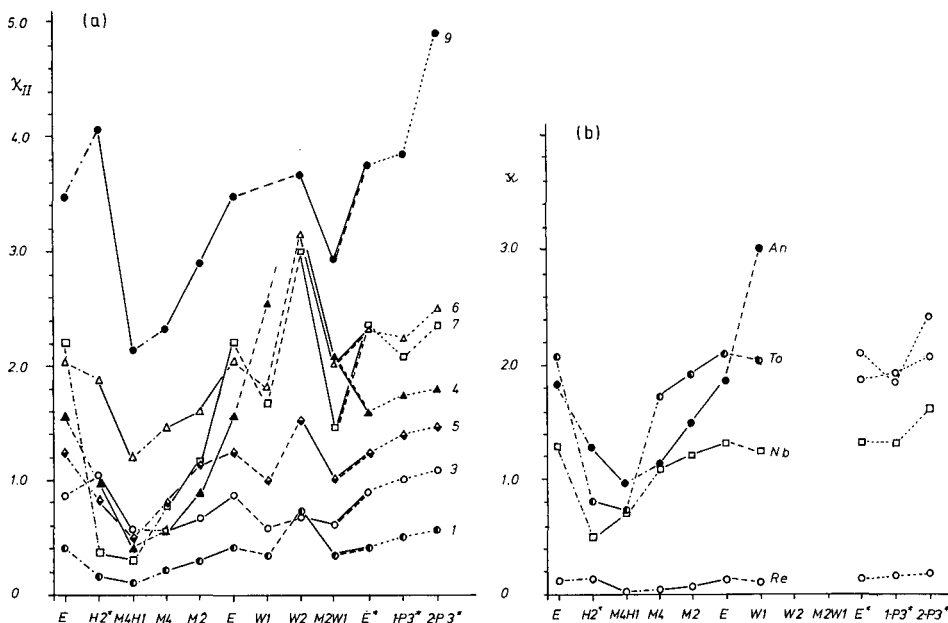 (a)
5.0
χII
4.0
3.0
2.0
1.0
0
9
6
7
4
5
3
1
E H2* M4H1 M4 M2 E W1 W2 M2W1 E* 1-P3* 2-P3*
(b)
ϰ
3.0
2.0
1.0
0
An
To
Nb
Re
E H2* M4H1 M4 M2 E W1 W2 M2W1 E* 1-P3* 2-P3*